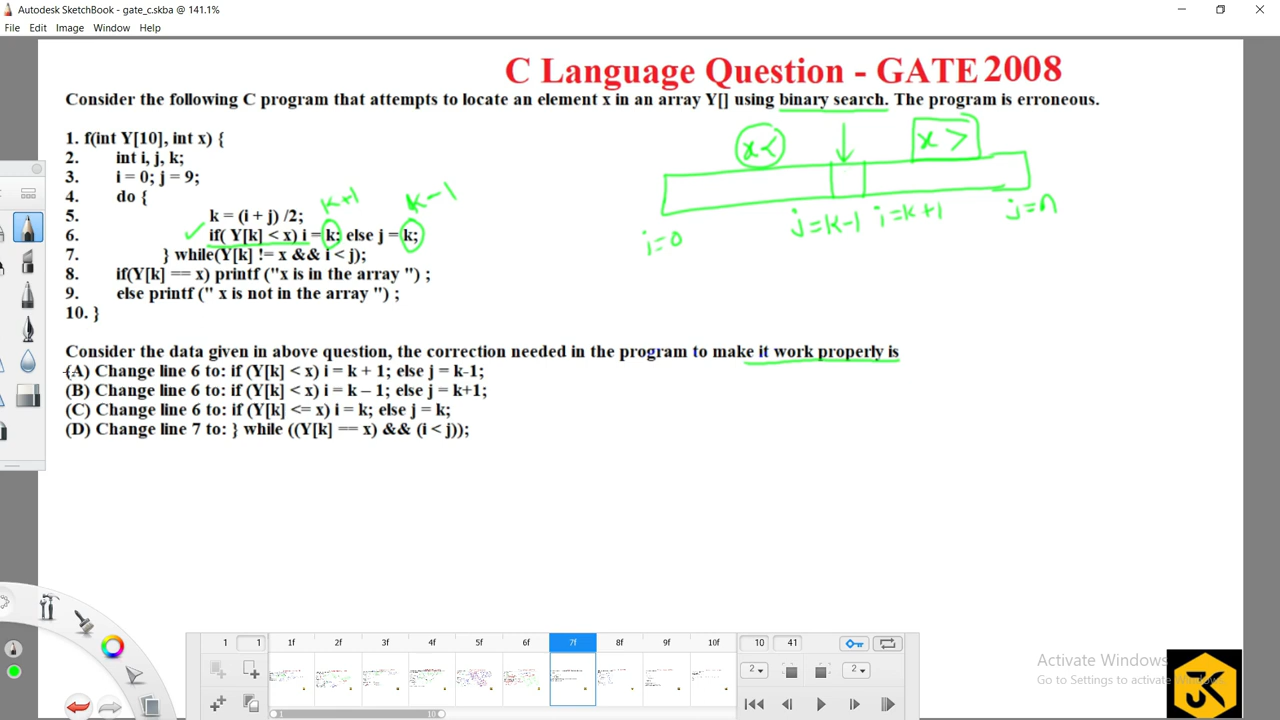 Autodesk SketchBook - gate_c.skba @ 141.1%
File Edit Image Window Help
C Language Question - GATE 2008
Consider the following C program that attempts to locate an element x in an array Y[] using binary search. The program is erroneous.
1. f(int Y[10], int x) {
2. int i, j, k;
3. i = 0; j = 9;
4. do {
5. k = (i + j) /2;
6. if( Y[k] < x) i = k; else j = k;
7. } while(Y[k] != x && i < j);
8. if(Y[k] == x) printf ("x is in the array ") ;
9. else printf (" x is not in the array ") ;
10. }
k+1
k-1
x<
x >
i=0
j=k-1
i=k+1
j=n
Consider the data given in above question, the correction needed in the program to make it work properly is
(A) Change line 6 to: if (Y[k] < x) i = k + 1; else j = k-1;
(B) Change line 6 to: if (Y[k] < x) i = k – 1; else j = k+1;
(C) Change line 6 to: if (Y[k] <= x) i = k; else j = k;
(D) Change line 7 to: } while ((Y[k] == x) && (i < j));
1 1 1f 2f 3f 4f 5f 6f 7f 8f 9f 10f 10 41
2 2
1 10
Activate Windows
Go to Settings to activate Windows.
JK